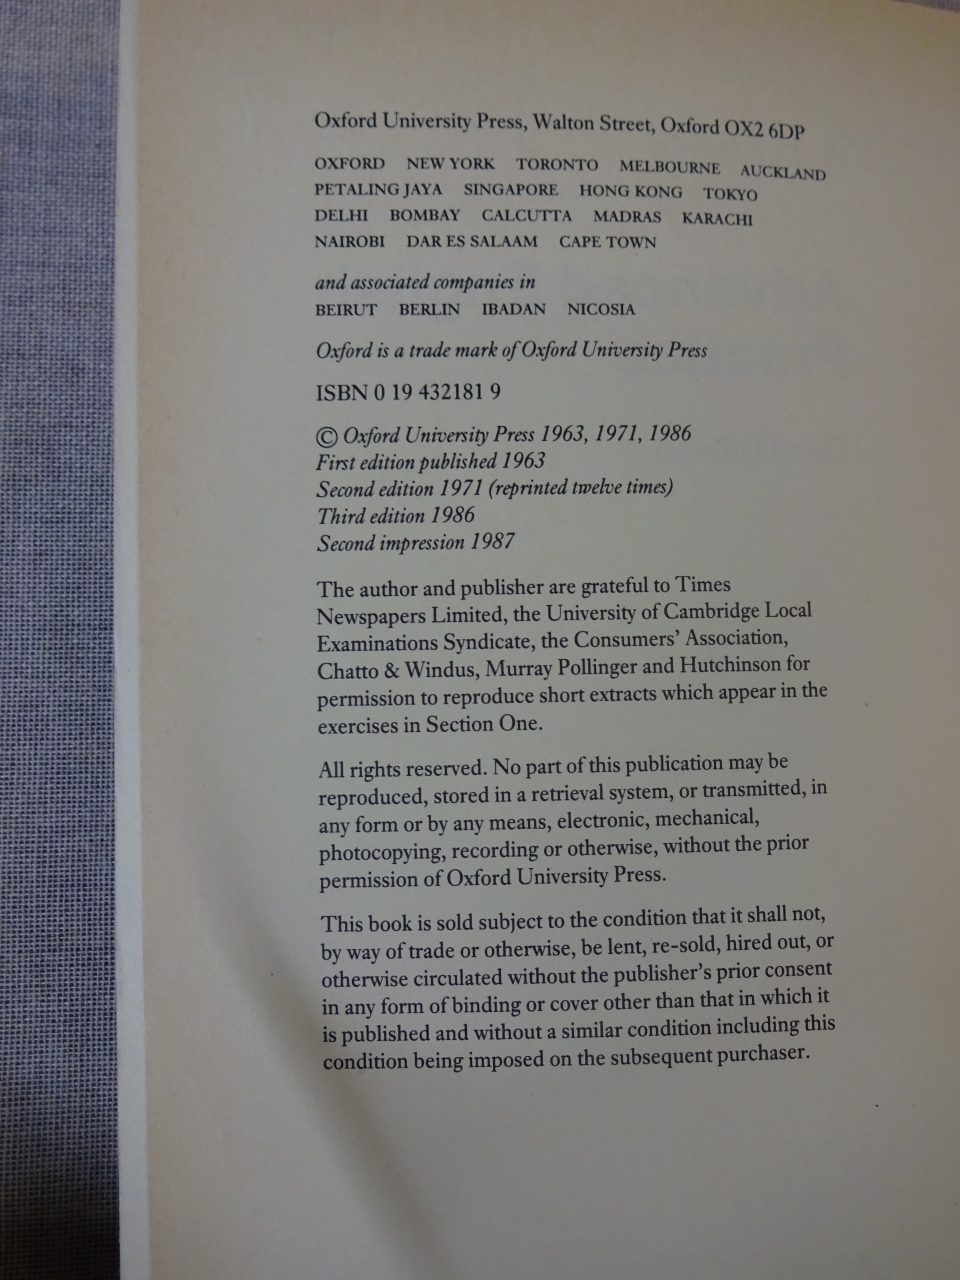 Oxford University Press, Walton Street, Oxford OX2 6DP
OXFORD NEW YORK TORONTO MELBOURNE AUCKLAND
PETALING JAYA SINGAPORE HONG KONG TOKYO
DELHI BOMBAY CALCUTTA MADRAS KARACHI
NAIROBI DAR ES SALAAM CAPE TOWN
and associated companies in
BEIRUT BERLIN IBADAN NICOSIA
Oxford is a trade mark of Oxford University Press
ISBN 0 19 432181 9
© Oxford University Press 1963, 1971, 1986
First edition published 1963
Second edition 1971 (reprinted twelve times)
Third edition 1986
Second impression 1987
The author and publisher are grateful to Times
Newspapers Limited, the University of Cambridge Local
Examinations Syndicate, the Consumers' Association,
Chatto & Windus, Murray Pollinger and Hutchinson for
permission to reproduce short extracts which appear in the
exercises in Section One.
All rights reserved. No part of this publication may be
reproduced, stored in a retrieval system, or transmitted, in
any form or by any means, electronic, mechanical,
photocopying, recording or otherwise, without the prior
permission of Oxford University Press.
This book is sold subject to the condition that it shall not,
by way of trade or otherwise, be lent, re-sold, hired out, or
otherwise circulated without the publisher's prior consent
in any form of binding or cover other than that in which it
is published and without a similar condition including this
condition being imposed on the subsequent purchaser.